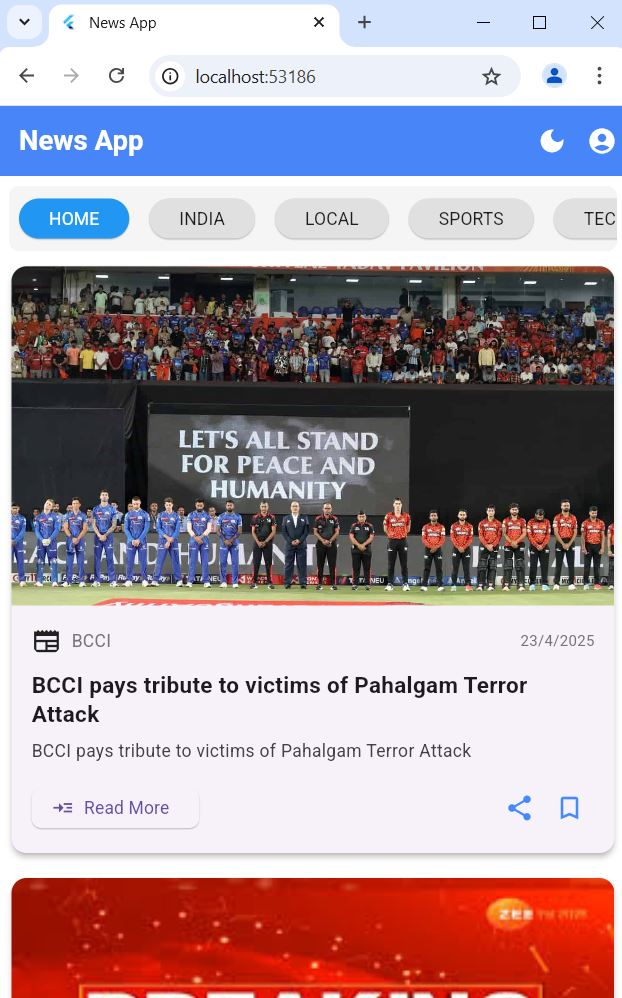 News App
localhost:53186
News App
HOME
INDIA
LOCAL
SPORTS
TEC
LET'S ALL STAND
FOR PEACE AND
HUMANITY
BCCI
23/4/2025
BCCI pays tribute to victims of Pahalgam Terror
Attack
BCCI pays tribute to victims of Pahalgam Terror Attack
Read More
ZEE
BREAKING